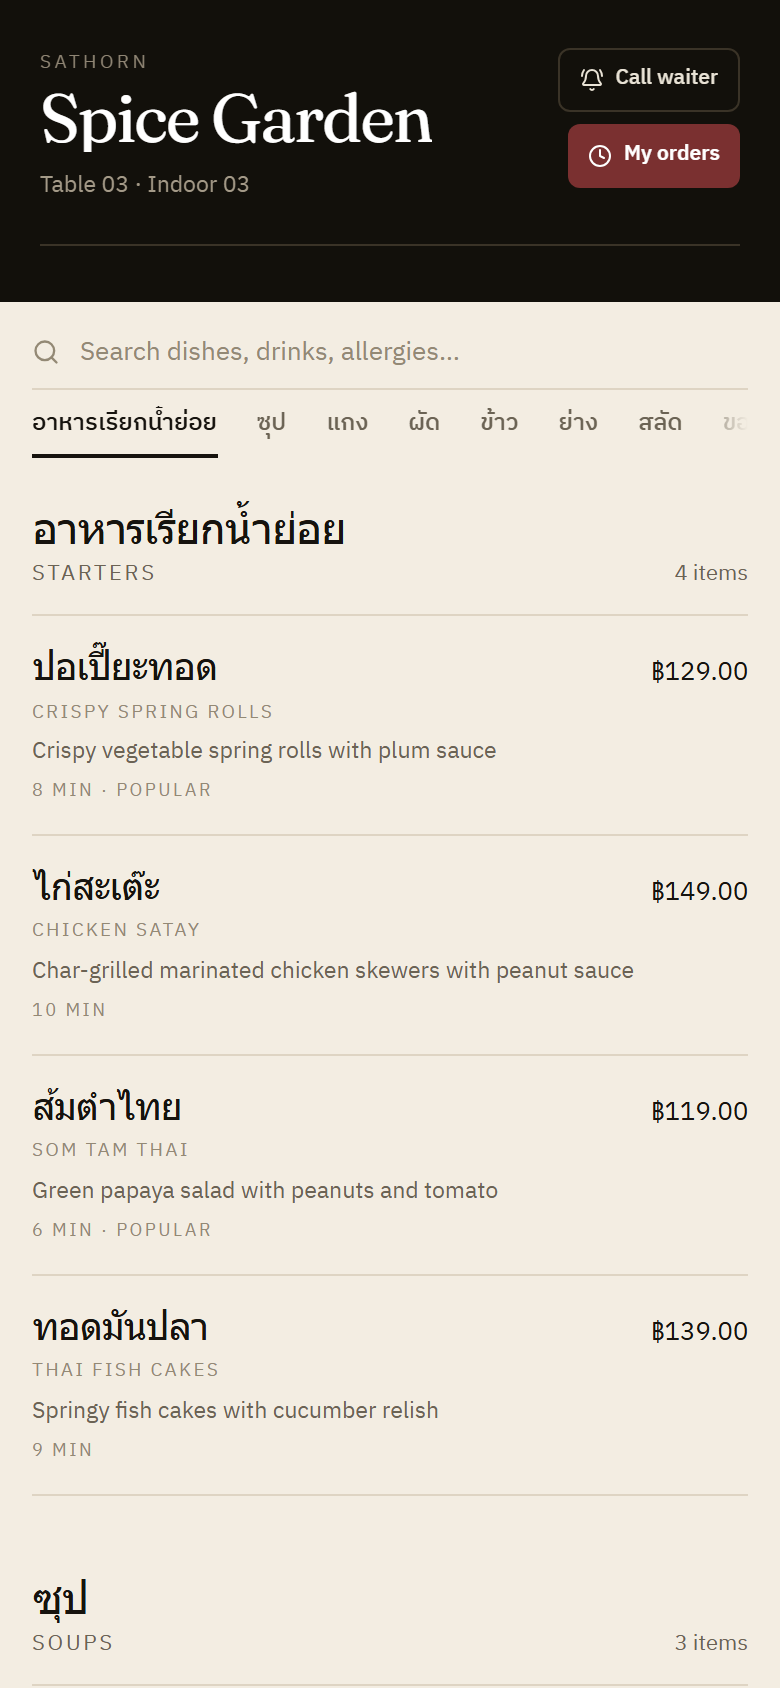 SATHORN
Spice Garden
Table 03 · Indoor 03
Call waiter
My orders
Search dishes, drinks, allergies...
อาหารเรียกน้ำย่อย ซุป แกง ผัด ข้าว ย่าง สลัด
อาหารเรียกน้ำย่อย
STARTERS 4 items
ปอเปี๊ยะทอด ฿129.00
CRISPY SPRING ROLLS
Crispy vegetable spring rolls with plum sauce
8 MIN · POPULAR
ไก่สะเต๊ะ ฿149.00
CHICKEN SATAY
Char-grilled marinated chicken skewers with peanut sauce
10 MIN
ส้มตำไทย ฿119.00
SOM TAM THAI
Green papaya salad with peanuts and tomato
6 MIN · POPULAR
ทอดมันปลา ฿139.00
THAI FISH CAKES
Springy fish cakes with cucumber relish
9 MIN
ซุป
SOUPS 3 items